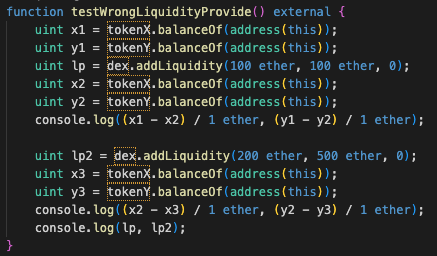 function testWrongLiquidityProvide() external {
    uint x1 = tokenX.balanceOf(address(this));
    uint y1 = tokenY.balanceOf(address(this));
    uint lp = dex.addLiquidity(100 ether, 100 ether, 0);
    uint x2 = tokenX.balanceOf(address(this));
    uint y2 = tokenY.balanceOf(address(this));
    console.log((x1 - x2) / 1 ether, (y1 - y2) / 1 ether);

    uint lp2 = dex.addLiquidity(200 ether, 500 ether, 0);
    uint x3 = tokenX.balanceOf(address(this));
    uint y3 = tokenY.balanceOf(address(this));
    console.log((x2 - x3) / 1 ether, (y2 - y3) / 1 ether);
    console.log(lp, lp2);
}